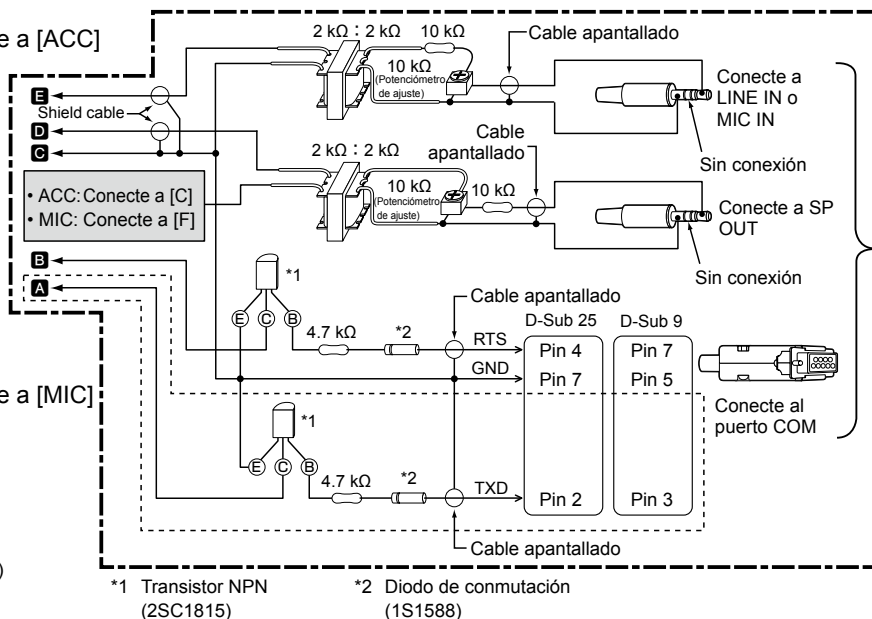 e a [ACC]
2 kΩ : 2 kΩ
10 kΩ
Cable apantallado
10 kΩ
(Potenciómetro
de ajuste)
Conecte a
LINE IN o
MIC IN
E
Shield cable
D
C
Sin conexión
2 kΩ : 2 kΩ
Cable
apantallado
10 kΩ
(Potenciómetro
de ajuste)
10 kΩ
• ACC: Conecte a [C]
• MIC: Conecte a [F]
Conecte a SP
OUT
Sin conexión
B
A
*1
E C B
4.7 kΩ
*2
Cable apantallado
RTS
GND
D-Sub 25
D-Sub 9
Pin 4
Pin 7
Pin 7
Pin 5
Conecte al
puerto COM
e a [MIC]
*1
E C B
4.7 kΩ
*2
TXD
Pin 2
Pin 3
Cable apantallado
)
*1 Transistor NPN
(2SC1815)
*2 Diodo de conmutación
(1S1588)